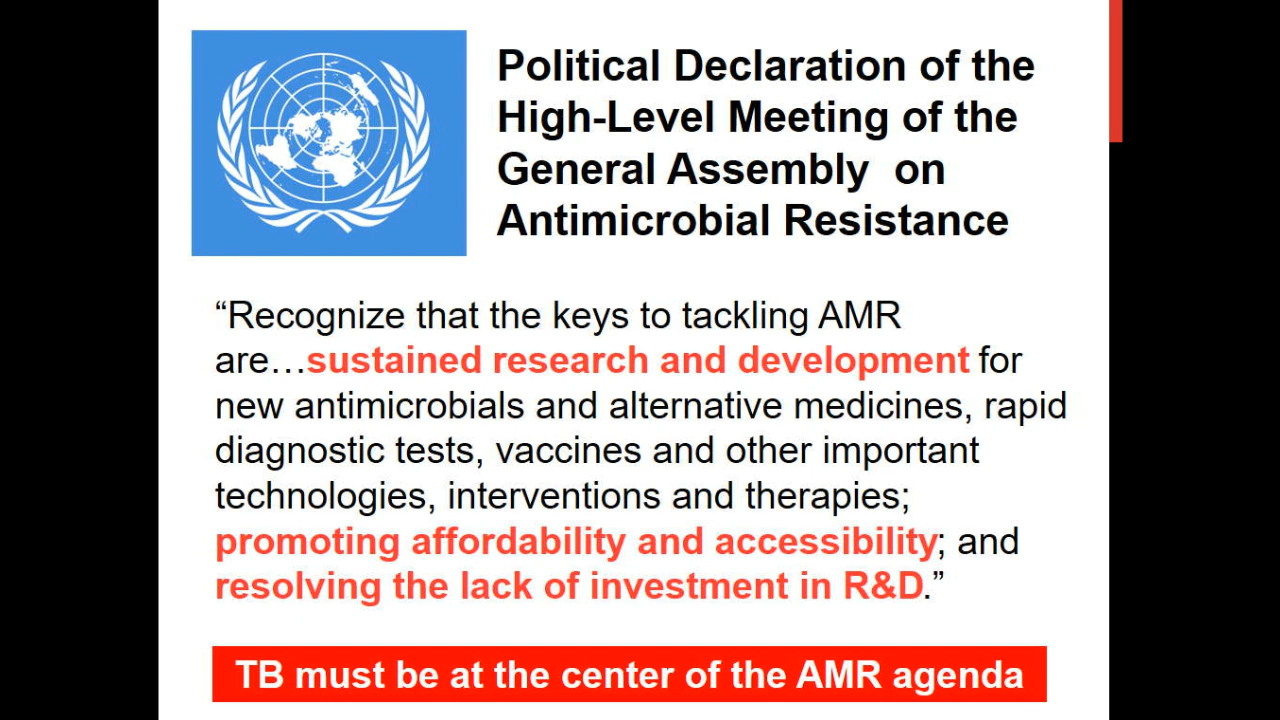 Political Declaration of the
High-Level Meeting of the
General Assembly on
Antimicrobial Resistance
“Recognize that the keys to tackling AMR
are…sustained research and development for
new antimicrobials and alternative medicines, rapid
diagnostic tests, vaccines and other important
technologies, interventions and therapies;
promoting affordability and accessibility; and
resolving the lack of investment in R&D.”
TB must be at the center of the AMR agenda